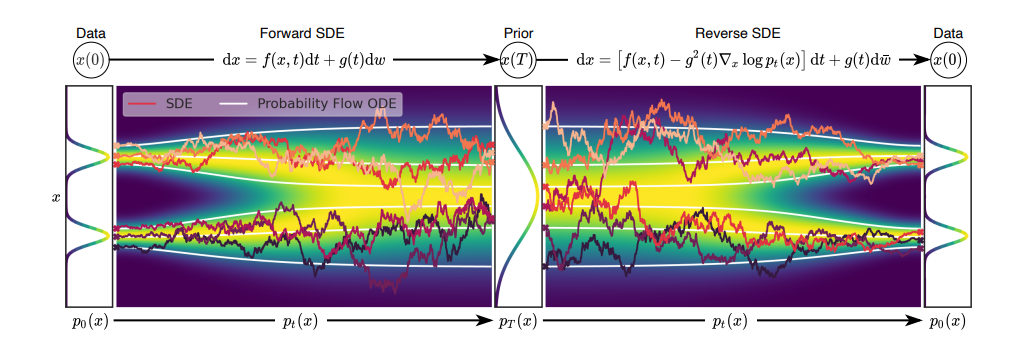 Data Forward SDE Prior Reverse SDE Data
x(0) dx = f(x, t)dt + g(t)dw x(T) dx = [f(x, t) − g²(t)∇ₓ log pₜ(x)] dt + g(t)dw̄ x(0)
SDE Probability Flow ODE
x
p₀(x) pₜ(x) p_T(x) pₜ(x) p₀(x)